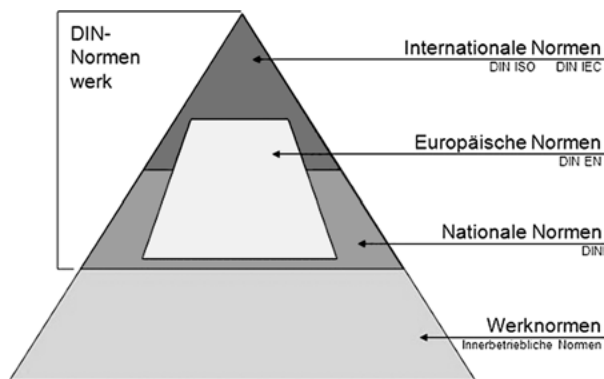 DIN-
Normen
werk
Internationale Normen
DIN ISO DIN IEC
Europäische Normen
DIN EN
Nationale Normen
DIN
Werknormen
Innerbetriebliche Normen